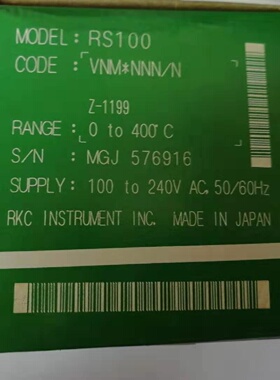 MODEL: RS100
CODE : VNM*NNN/N
Z-1199
RANGE: 0 to 400°C
S/N : MGJ 576916
SUPPLY: 100 to 240V AC, 50/60Hz
RKC INSTRUMENT INC. MADE IN JAPAN